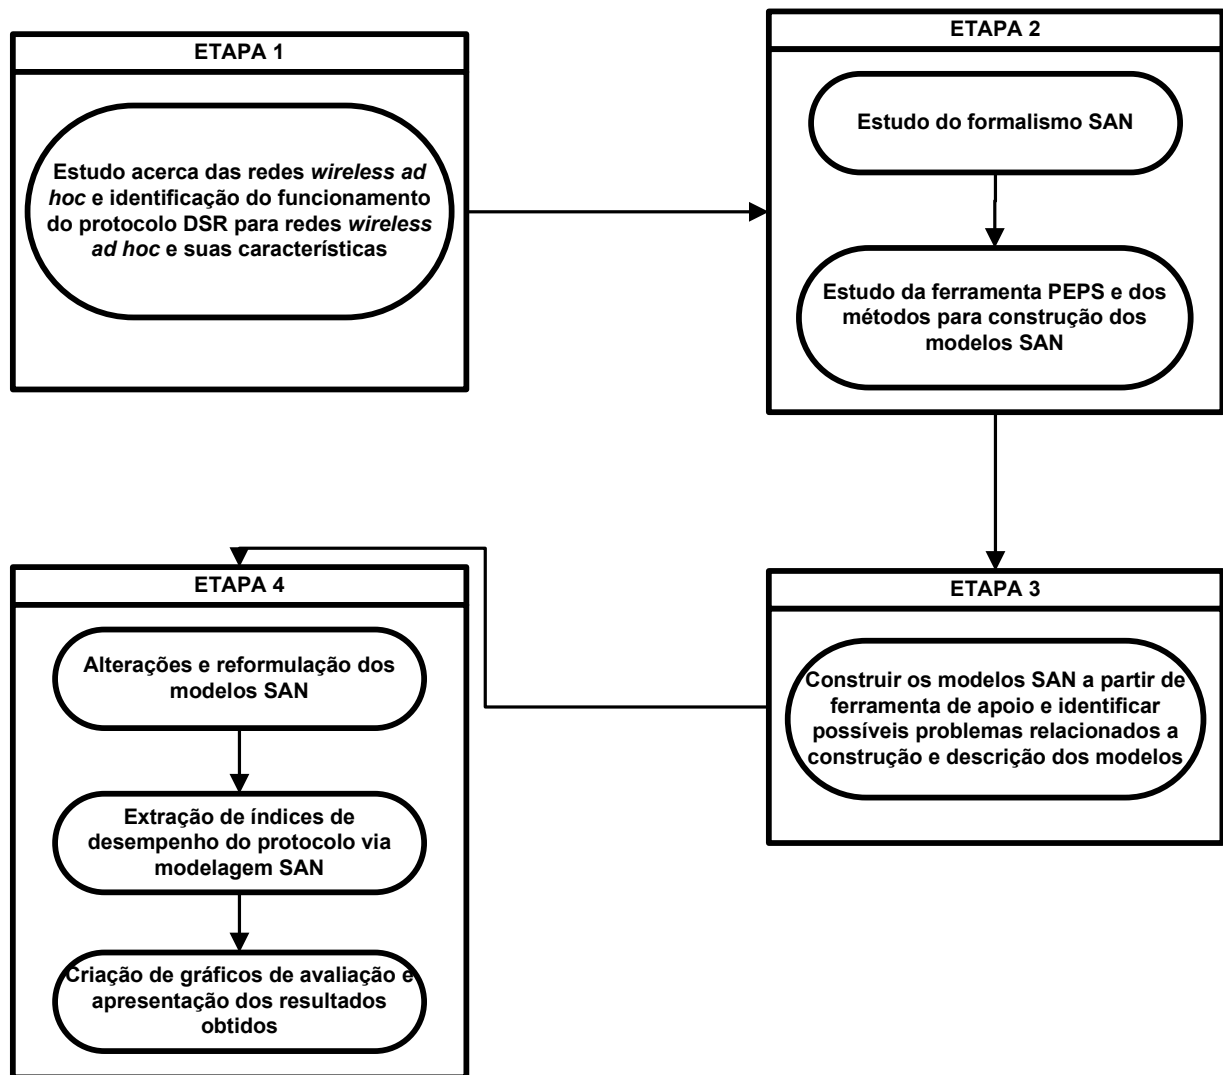 ETAPA 1
Estudo acerca das redes wireless ad
hoc e identificação do funcionamento
do protocolo DSR para redes wireless
ad hoc e suas características
ETAPA 2
Estudo do formalismo SAN
Estudo da ferramenta PEPS e dos
métodos para construção dos
modelos SAN
ETAPA 3
Construir os modelos SAN a partir de
ferramenta de apoio e identificar
possíveis problemas relacionados a
construção e descrição dos modelos
ETAPA 4
Alterações e reformulação dos
modelos SAN
Extração de índices de
desempenho do protocolo via
modelagem SAN
Criação de gráficos de avaliação e
apresentação dos resultados
obtidos